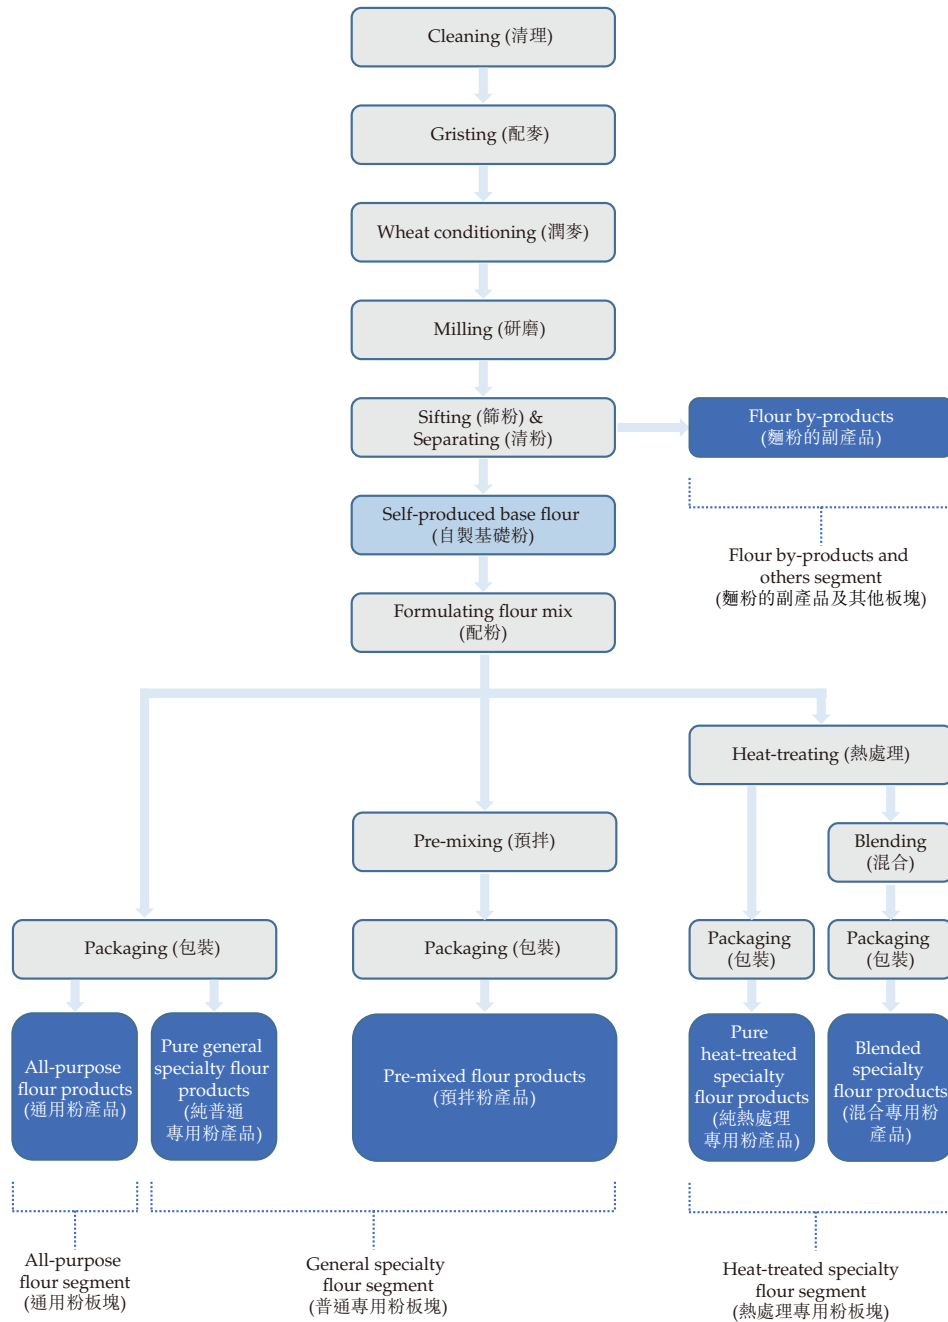 Cleaning (清理)
Gristing (配麥)
Wheat conditioning (潤麥)
Milling (研磨)
Sifting (篩粉) &
Separating (清粉)
Flour by-products
(麵粉的副產品)
Self-produced base flour
(自製基礎粉)
Flour by-products and
others segment
(麵粉的副產品及其他板塊)
Formulating flour mix
(配粉)
Heat-treating (熱處理)
Pre-mixing (預拌)
Blending
(混合)
Packaging (包裝)
Packaging (包裝)
Packaging
(包裝)
Packaging
(包裝)
All-purpose
flour products
(通用粉產品)
Pure general
specialty flour
products
(純普通
專用粉產品)
Pre-mixed flour products
(預拌粉產品)
Pure
heat-treated
specialty
flour products
(純熱處理
專用粉產品)
Blended
specialty
flour products
(混合專用粉
產品)
All-purpose
flour segment
(通用粉板塊)
General specialty
flour segment
(普通專用粉板塊)
Heat-treated specialty
flour segment
(熱處理專用粉板塊)